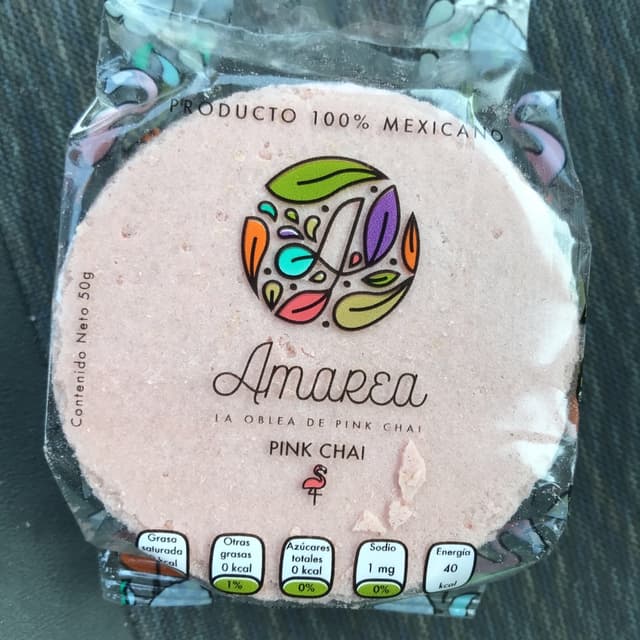 PRODUCTO 100% MEXICANO
Contenido Neto 50g
AMAREA
LA OBLEA DE PINK CHAI
PINK CHAI
Grasa
saturada
kcal
Otras
grasas
0 kcal
1%
Azúcares
totales
0 kcal
0%
Sodio
1 mg
0%
Energía
40
kcal